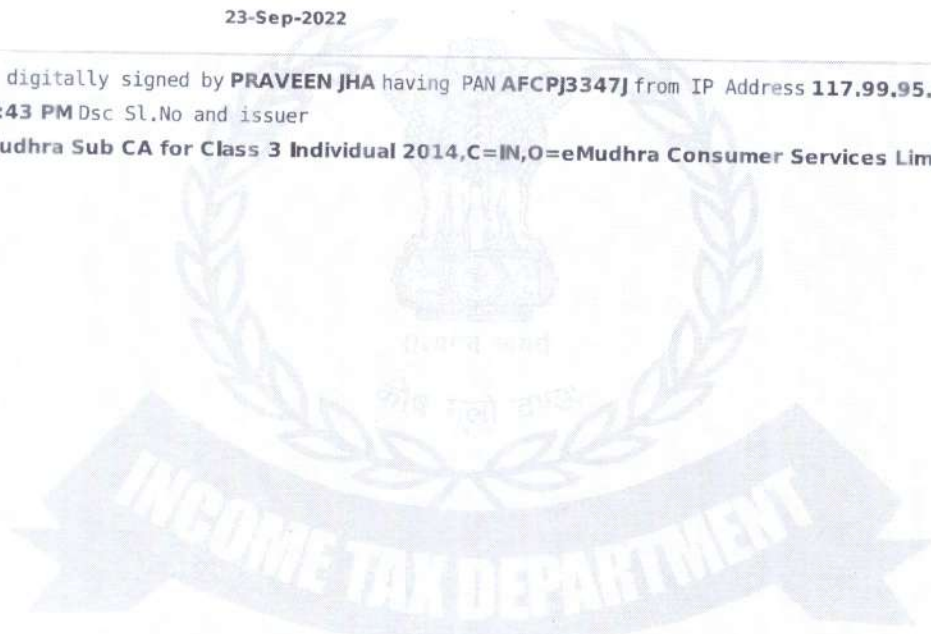 23-Sep-2022
digitally signed by PRAVEEN JHA having PAN AFCPJ3347J from IP Address 117.99.95.
:43 PM Dsc Sl.No and issuer
udhra Sub CA for Class 3 Individual 2014,C=IN,O=eMudhra Consumer Services Lim
INCOME TAX DEPARTMENT